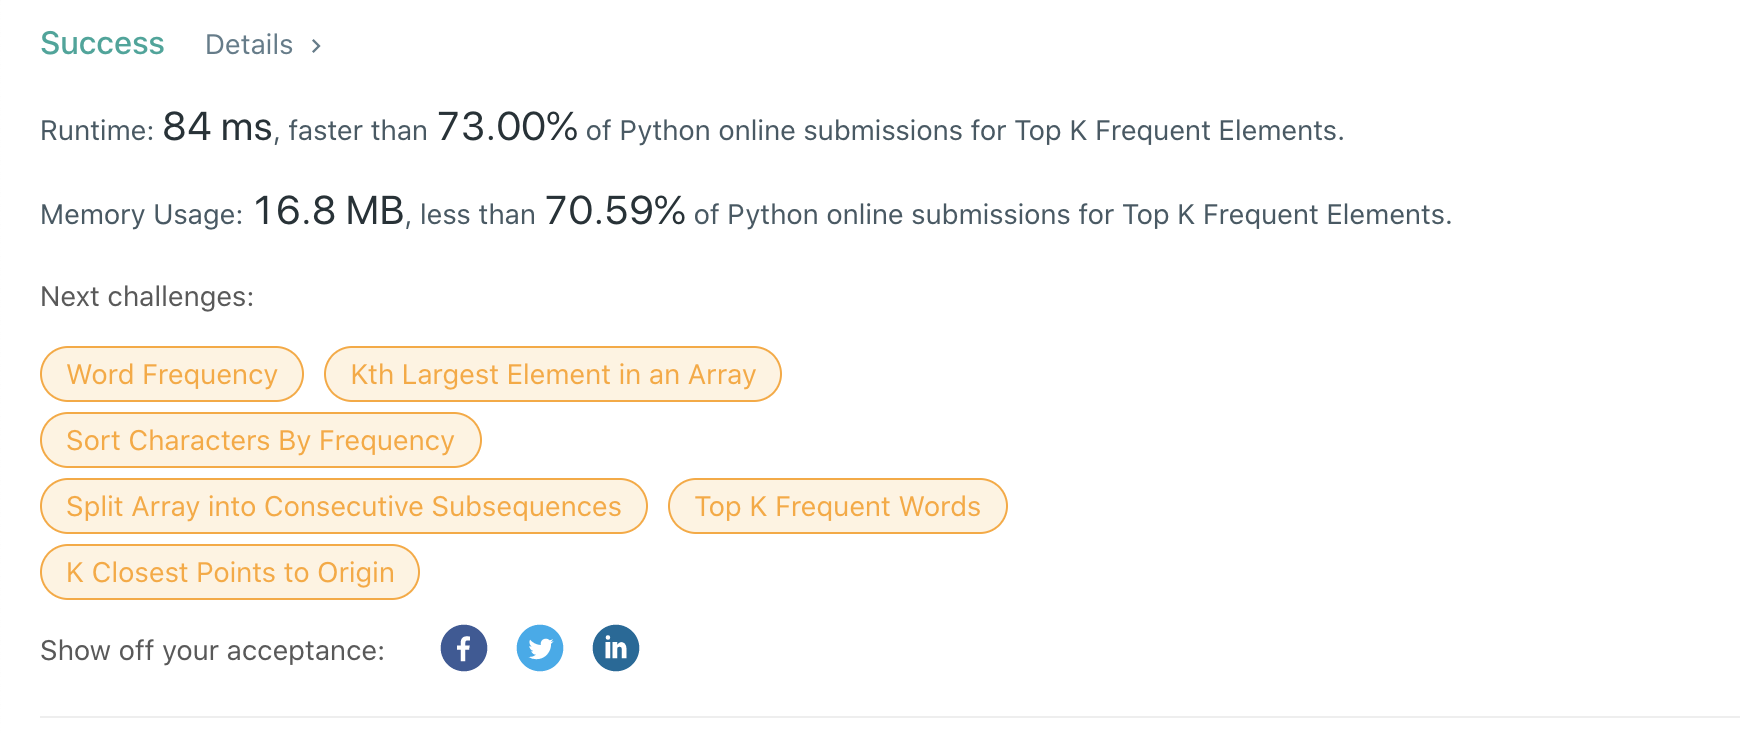 Success Details >
Runtime: 84 ms, faster than 73.00% of Python online submissions for Top K Frequent Elements.
Memory Usage: 16.8 MB, less than 70.59% of Python online submissions for Top K Frequent Elements.
Next challenges:
Word Frequency Kth Largest Element in an Array
Sort Characters By Frequency
Split Array into Consecutive Subsequences Top K Frequent Words
K Closest Points to Origin
Show off your acceptance: f in